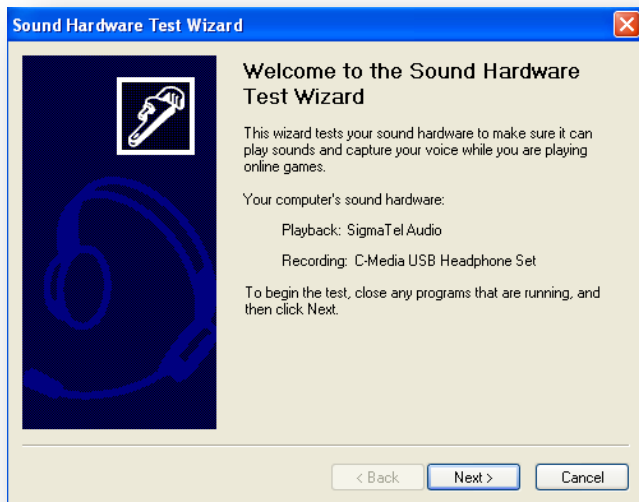 Sound Hardware Test Wizard
Welcome to the Sound Hardware
Test Wizard
This wizard tests your sound hardware to make sure it can
play sounds and capture your voice while you are playing
online games.
Your computer's sound hardware:
Playback: SigmaTel Audio
Recording: C-Media USB Headphone Set
To begin the test, close any programs that are running, and
then click Next.
< Back Next > Cancel